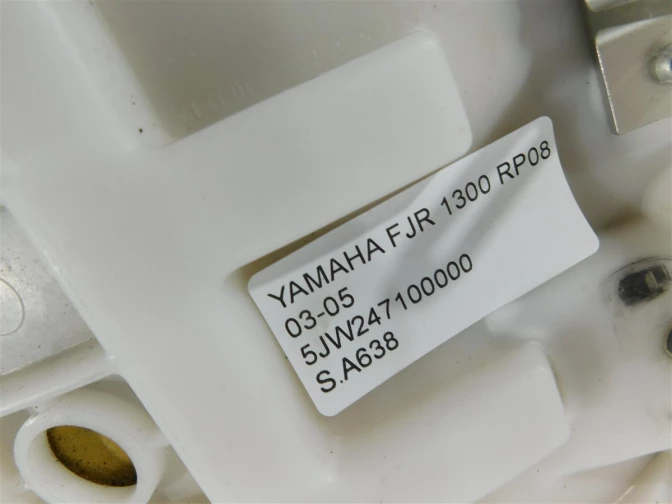 YAMAHA FJR 1300 RP08
03-05
5JW247100000
S.A638